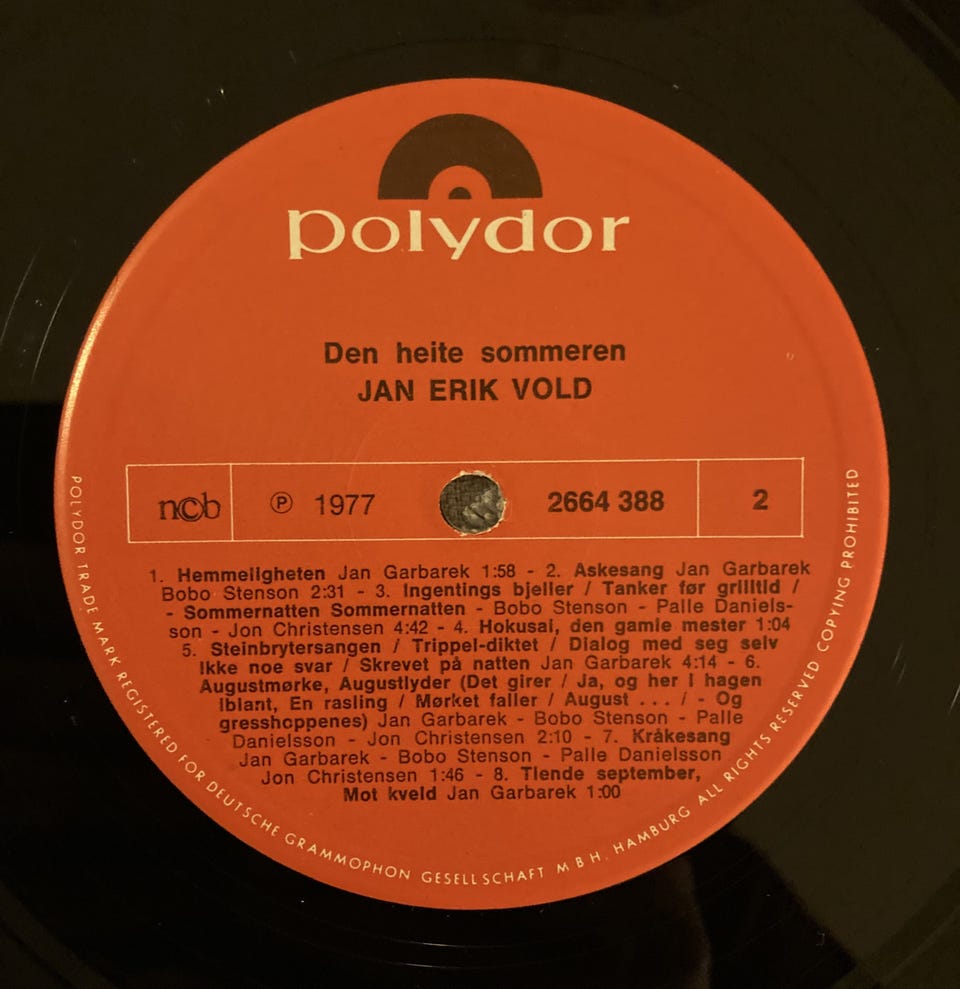 polydor
Den heite sommeren
JAN ERIK VOLD
ncb
Ⓟ 1977
2664 388
2
1. Hemmeligheten Jan Garbarek 1:58 - 2. Askesang Jan Garbarek
Bobo Stenson 2:31 - 3. Ingentings bjeller / Tanker før grilltid /
- Sommernatten Sommernatten - Bobo Stenson - Palle Daniels-
son - Jon Christensen 4:42 - 4. Hokusai, den gamle mester 1:04
5. Steinbrytersangen / Trippel-diktet / Dialog med seg selv
Ikke noe svar / Skrevet på natten Jan Garbarek 4:14 - 6.
Augustmørke, Augustlyder (Det girer / Ja, og her i hagen
Iblant, En rasling / Mørket faller / August . . . / - Og
gresshoppenes) Jan Garbarek - Bobo Stenson - Palle
Danielsson - Jon Christensen 2:10 - 7. Kråkesang
Jan Garbarek - Bobo Stenson - Palle Danielsson
Jon Christensen 1:46 - 8. Tiende september,
Mot kveld Jan Garbarek 1:00
POLYDOR TRADE MARK REGISTERED FOR DEUTSCHE GRAMMOPHON GESELLSCHAFT M B H. HAMBURG ALL RIGHTS RESERVED COPYING PROHIBITED